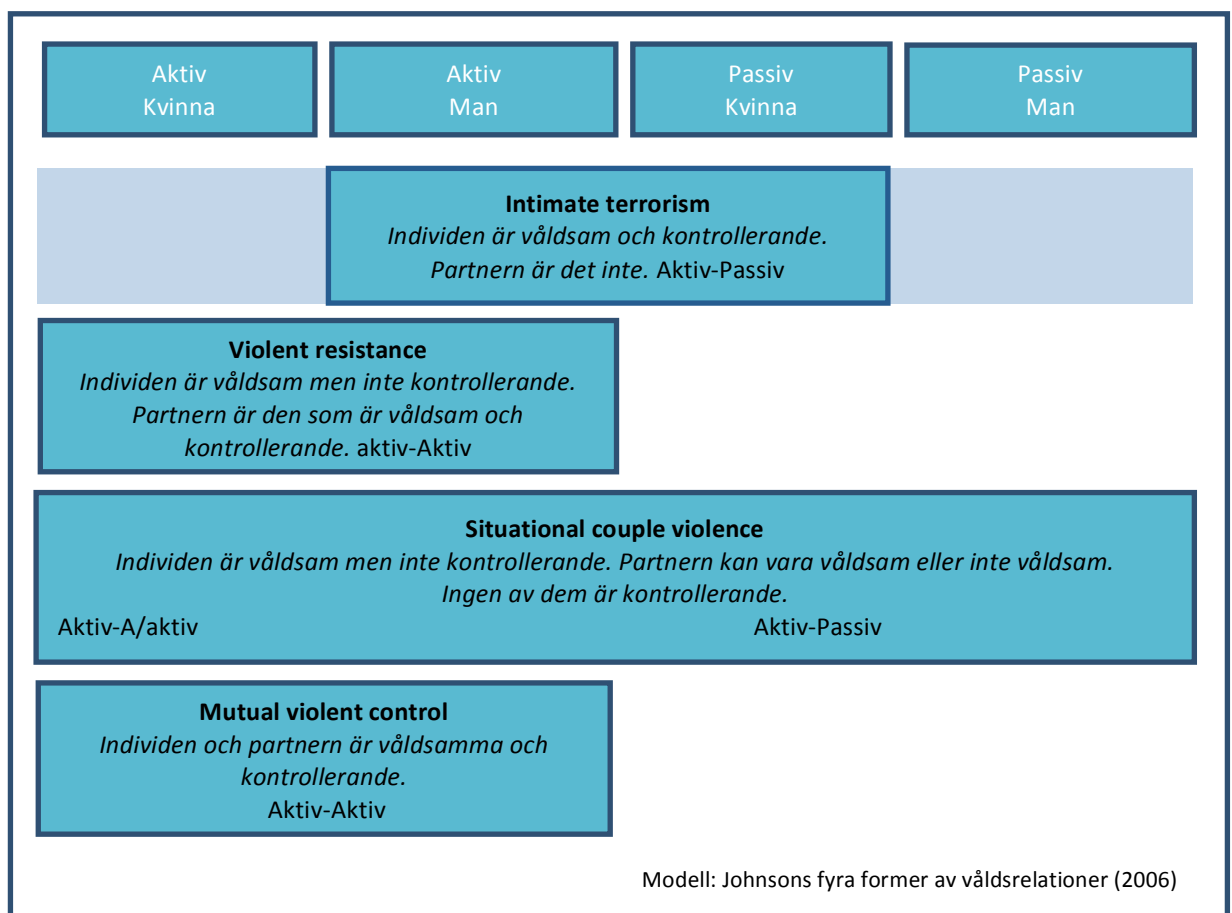 Aktiv
Kvinna
Aktiv
Man
Passiv
Kvinna
Passiv
Man
Intimate terrorism
Individen är våldsam och kontrollerande.
Partnern är det inte. Aktiv-Passiv
Violent resistance
Individen är våldsam men inte kontrollerande.
Partnern är den som är våldsam och
kontrollerande. aktiv-Aktiv
Situational couple violence
Individen är våldsam men inte kontrollerande. Partnern kan vara våldsam eller inte våldsam.
Ingen av dem är kontrollerande.
Aktiv-A/aktiv Aktiv-Passiv
Mutual violent control
Individen och partnern är våldsamma och
kontrollerande.
Aktiv-Aktiv
Modell: Johnsons fyra former av våldsrelationer (2006)